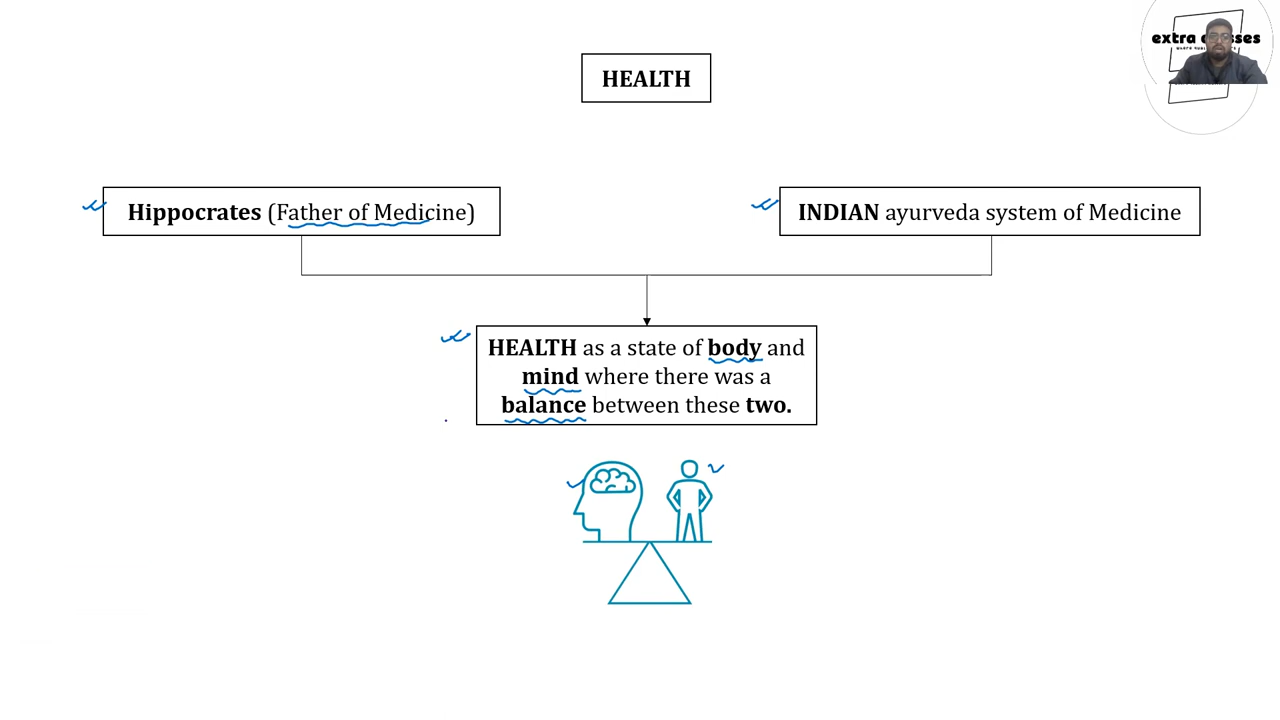 extra
sses
HEALTH
Hippocrates (Father of Medicine)
INDIAN ayurveda system of Medicine
HEALTH as a state of body and
mind where there was a
balance between these two.